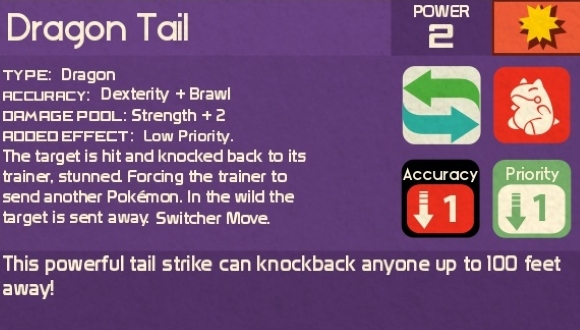 Dragon Tail
POWER
2
TYPE: Dragon
ACCURACY: Dexterity + Brawl
DAMAGE POOL: Strength + 2
ADDED EFFECT: Low Priority.
The target is hit and knocked back to its
trainer, stunned. Forcing the trainer to
send another Pokémon. In the wild the
target is sent away. Switcher Move.
Accuracy
1
Priority
1
This powerful tail strike can knockback anyone up to 100 feet
away!